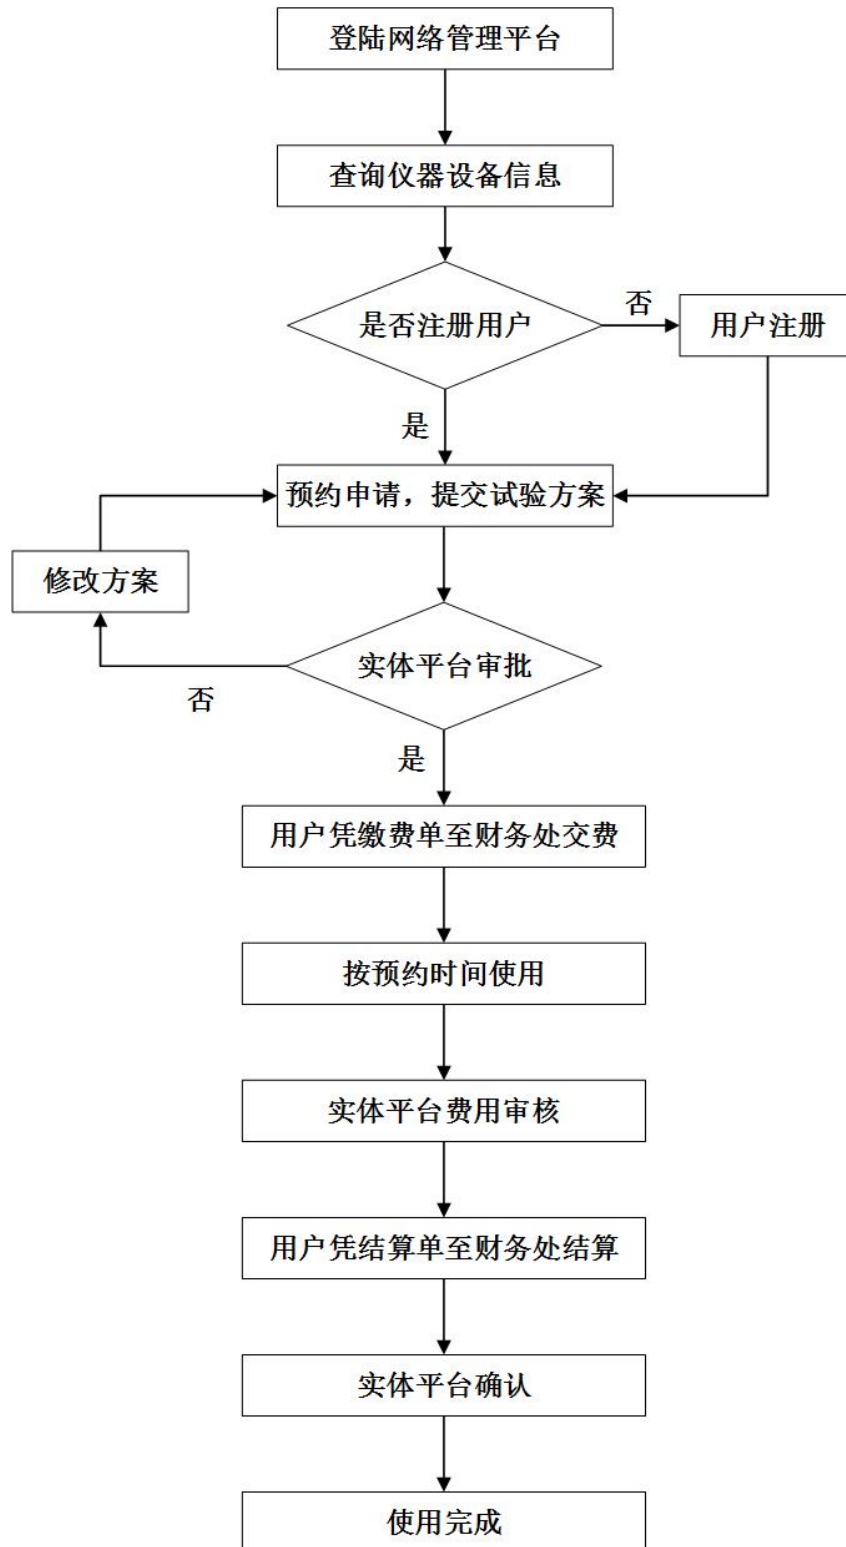 登陆网络管理平台
查询仪器设备信息
是否注册用户
否
用户注册
是
预约申请，提交试验方案
修改方案
实体平台审批
否
是
用户凭缴费单至财务处交费
按预约时间使用
实体平台费用审核
用户凭结算单至财务处结算
实体平台确认
使用完成